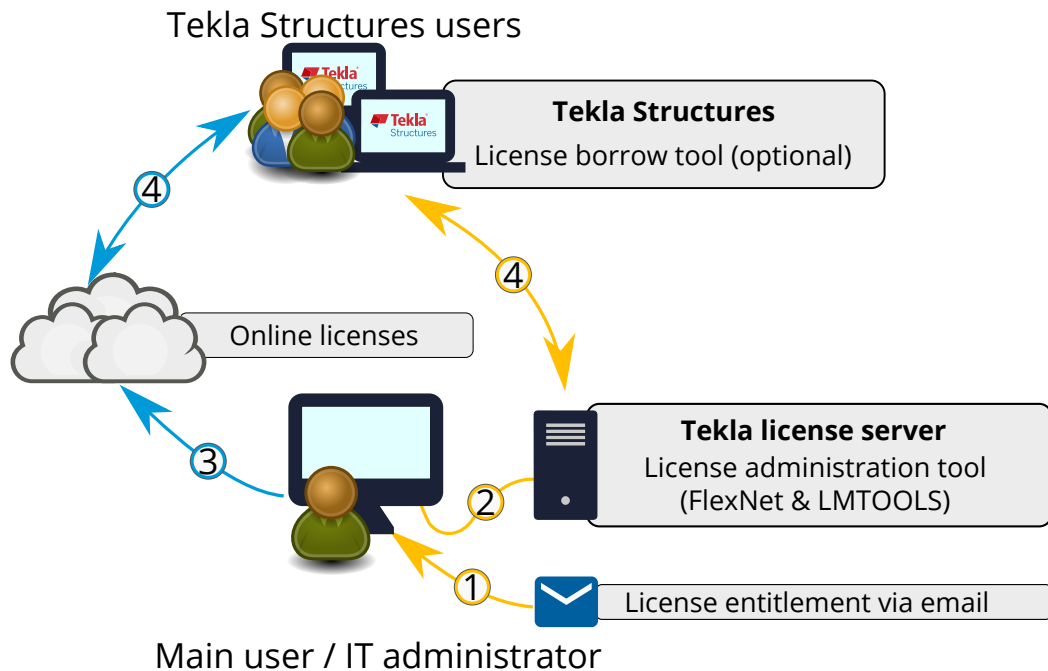 Tekla Structures users
Tekla
Structures
Tekla
Structures
Tekla Structures
License borrow tool (optional)
4
4
Online licenses
Tekla license server
License administration tool
(FlexNet & LMTOOLS)
3
2
1
License entitlement via email
Main user / IT administrator